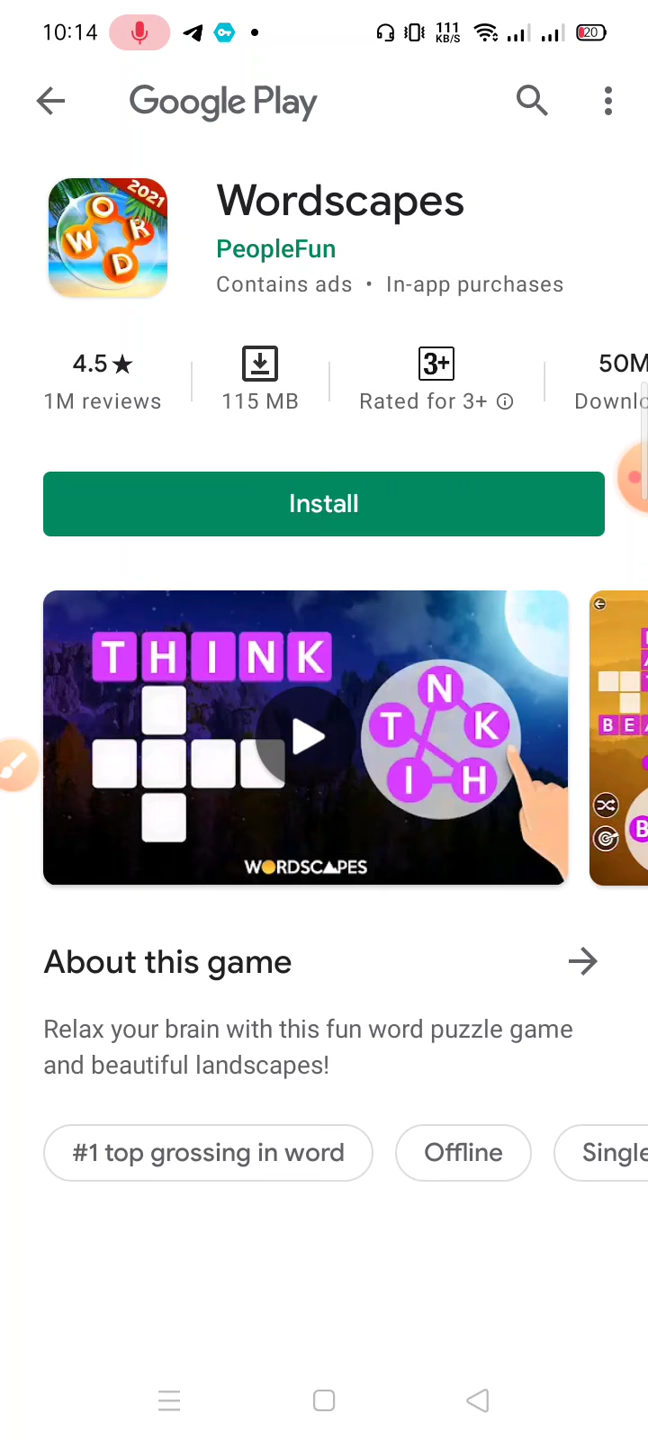 10:14
111
KB/S
20
Google Play
2021
W O R D
Wordscapes
PeopleFun
Contains ads • In-app purchases
4.5★
3+
50M
1M reviews
115 MB
Rated for 3+
Downlo
Install
THINK
N
T K
I H
WORDSCAPES
BEA
B
About this game
Relax your brain with this fun word puzzle game
and beautiful landscapes!
#1 top grossing in word
Offline
Single